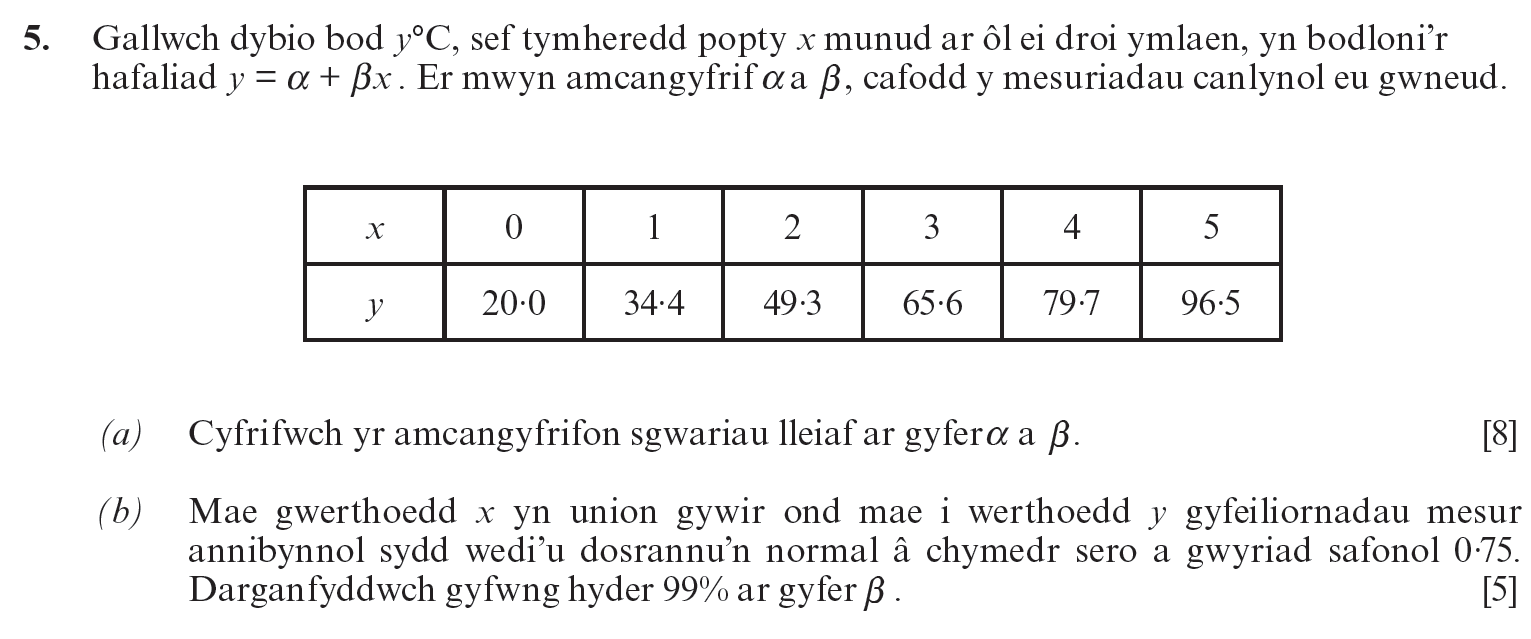 5. Gallwch dybio bod y°C, sef tymheredd popty x munud ar ôl ei droi ymlaen, yn bodloni’r
hafaliad y = α + βx. Er mwyn amcangyfrif α a β, cafodd y mesuriadau canlynol eu gwneud.
x 0 1 2 3 4 5
y 20·0 34·4 49·3 65·6 79·7 96·5
(a) Cyfrifwch yr amcangyfrifon sgwariau lleiaf ar gyfer α a β. [8]
(b) Mae gwerthoedd x yn union gywir ond mae i werthoedd y gyfeiliornadau mesur
annibynnol sydd wedi’u dosrannu’n normal â chymedr sero a gwyriad safonol 0·75.
Darganfyddwch gyfwng hyder 99% ar gyfer β. [5]